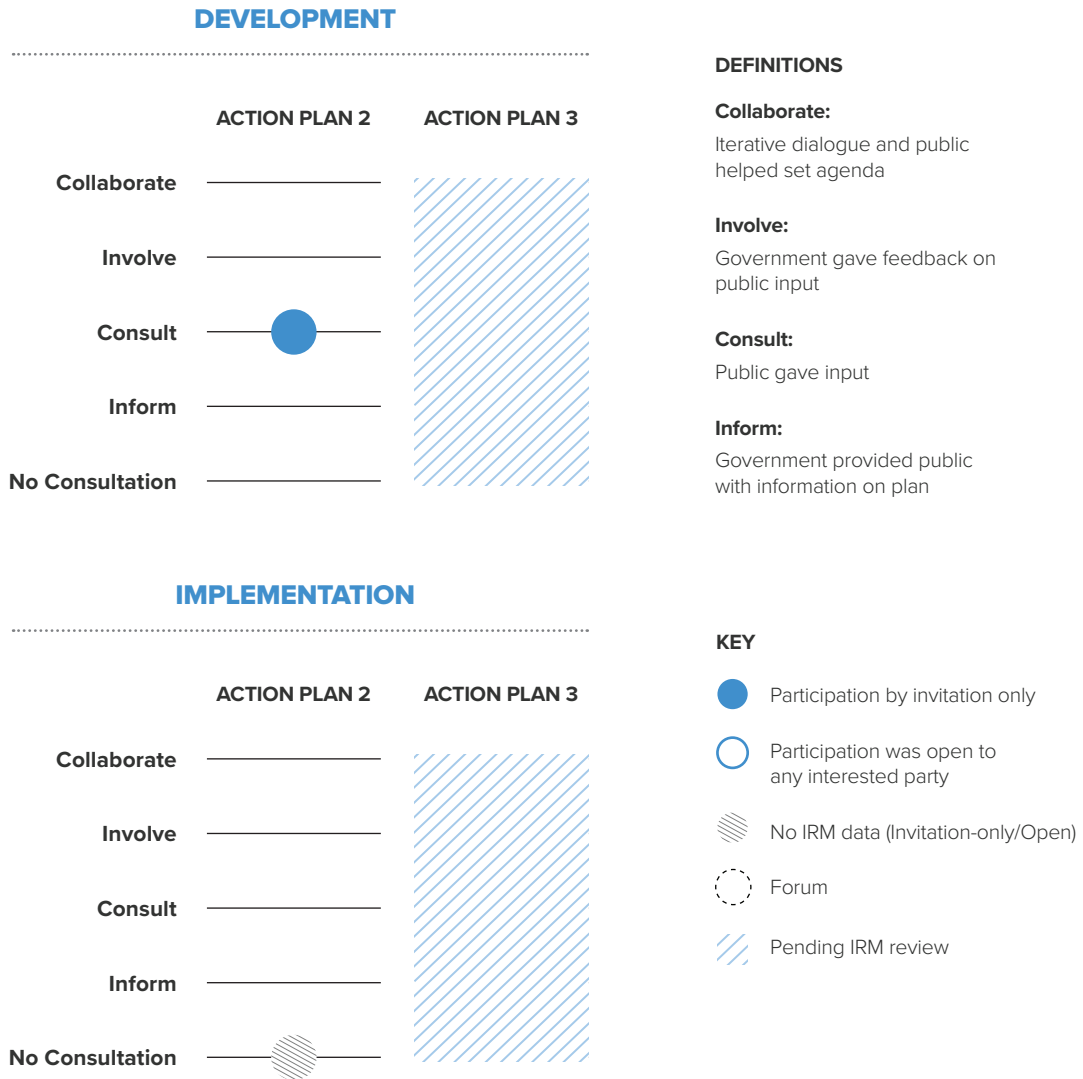 DEVELOPMENT
ACTION PLAN 2
ACTION PLAN 3
Collaborate
Involve
Consult
Inform
No Consultation
DEFINITIONS
Collaborate:
Iterative dialogue and public
helped set agenda
Involve:
Government gave feedback on
public input
Consult:
Public gave input
Inform:
Government provided public
with information on plan
IMPLEMENTATION
ACTION PLAN 2
ACTION PLAN 3
Collaborate
Involve
Consult
Inform
No Consultation
KEY
Participation by invitation only
Participation was open to
any interested party
No IRM data (Invitation-only/Open)
Forum
Pending IRM review